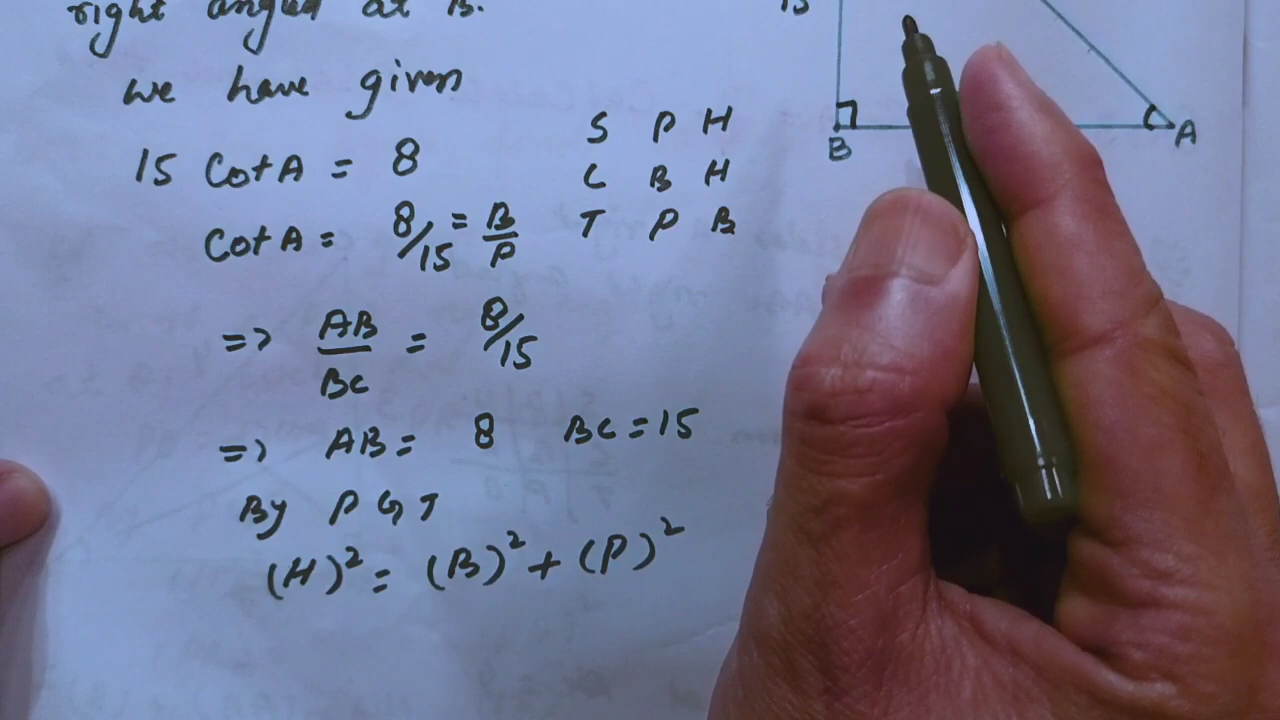 right angled at B.
we have given
15 Cot A = 8
Cot A = 8/15 = B/P
=> AB/BC = 8/15
=> AB = 8 BC = 15
By P G T
(H)² = (B)² + (P)²
S P H
C B H
T P B
15
B
A